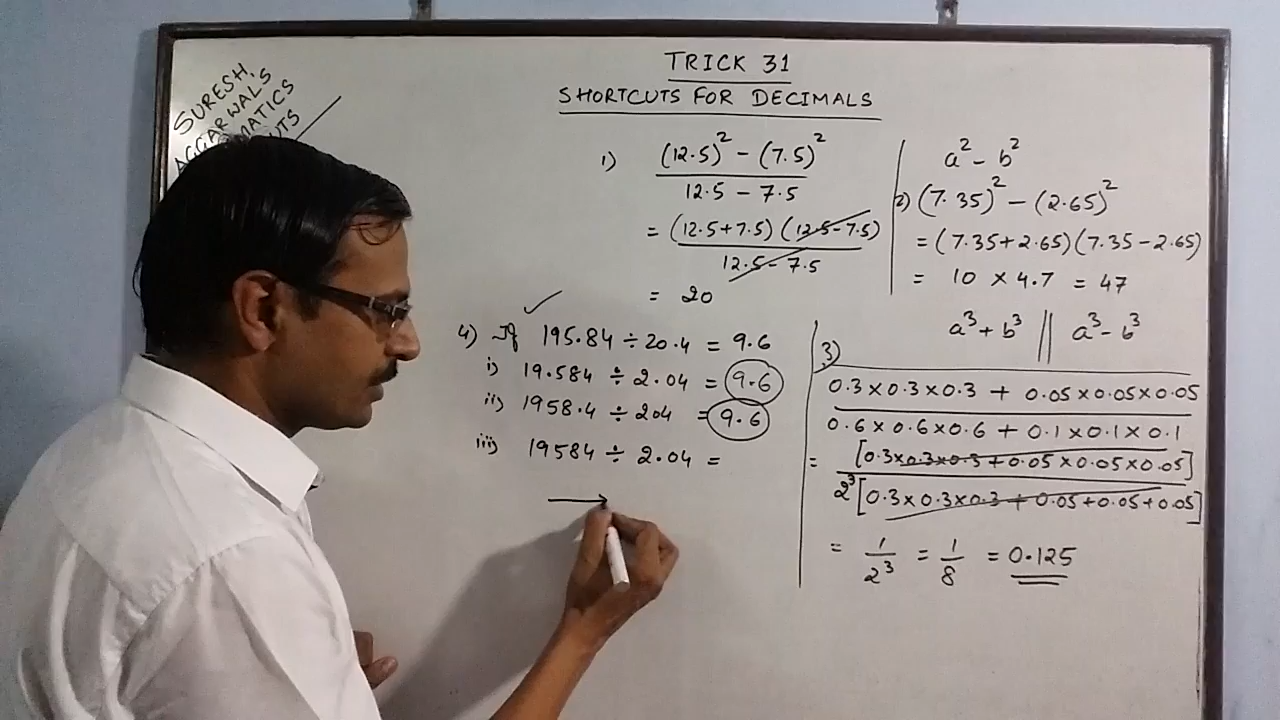 SURESH.
AGGARWALS
MATICS
UTS
TRICK 31
SHORTCUTS FOR DECIMALS
1) (12.5)² - (7.5)²
12.5 - 7.5
= (12.5+7.5) (12.5-7.5)
12.5 - 7.5
= 20
a² - b²
2) (7.35)² - (2.65)²
= (7.35+2.65)(7.35-2.65)
= 10 × 4.7 = 47
a³ + b³ || a³ - b³
3)
0.3×0.3×0.3 + 0.05×0.05×0.05
0.6×0.6×0.6 + 0.1×0.1×0.1
= [0.3×0.3×0.3 + 0.05×0.05×0.05]
2³[0.3×0.3×0.3 + 0.05+0.05+0.05]
= 1/2³ = 1/8 = 0.125
4) If 195.84 ÷ 20.4 = 9.6 ✓
i) 19.584 ÷ 2.04 = 9.6
ii) 1958.4 ÷ 204 = 9.6
iii) 19584 ÷ 2.04 =
→